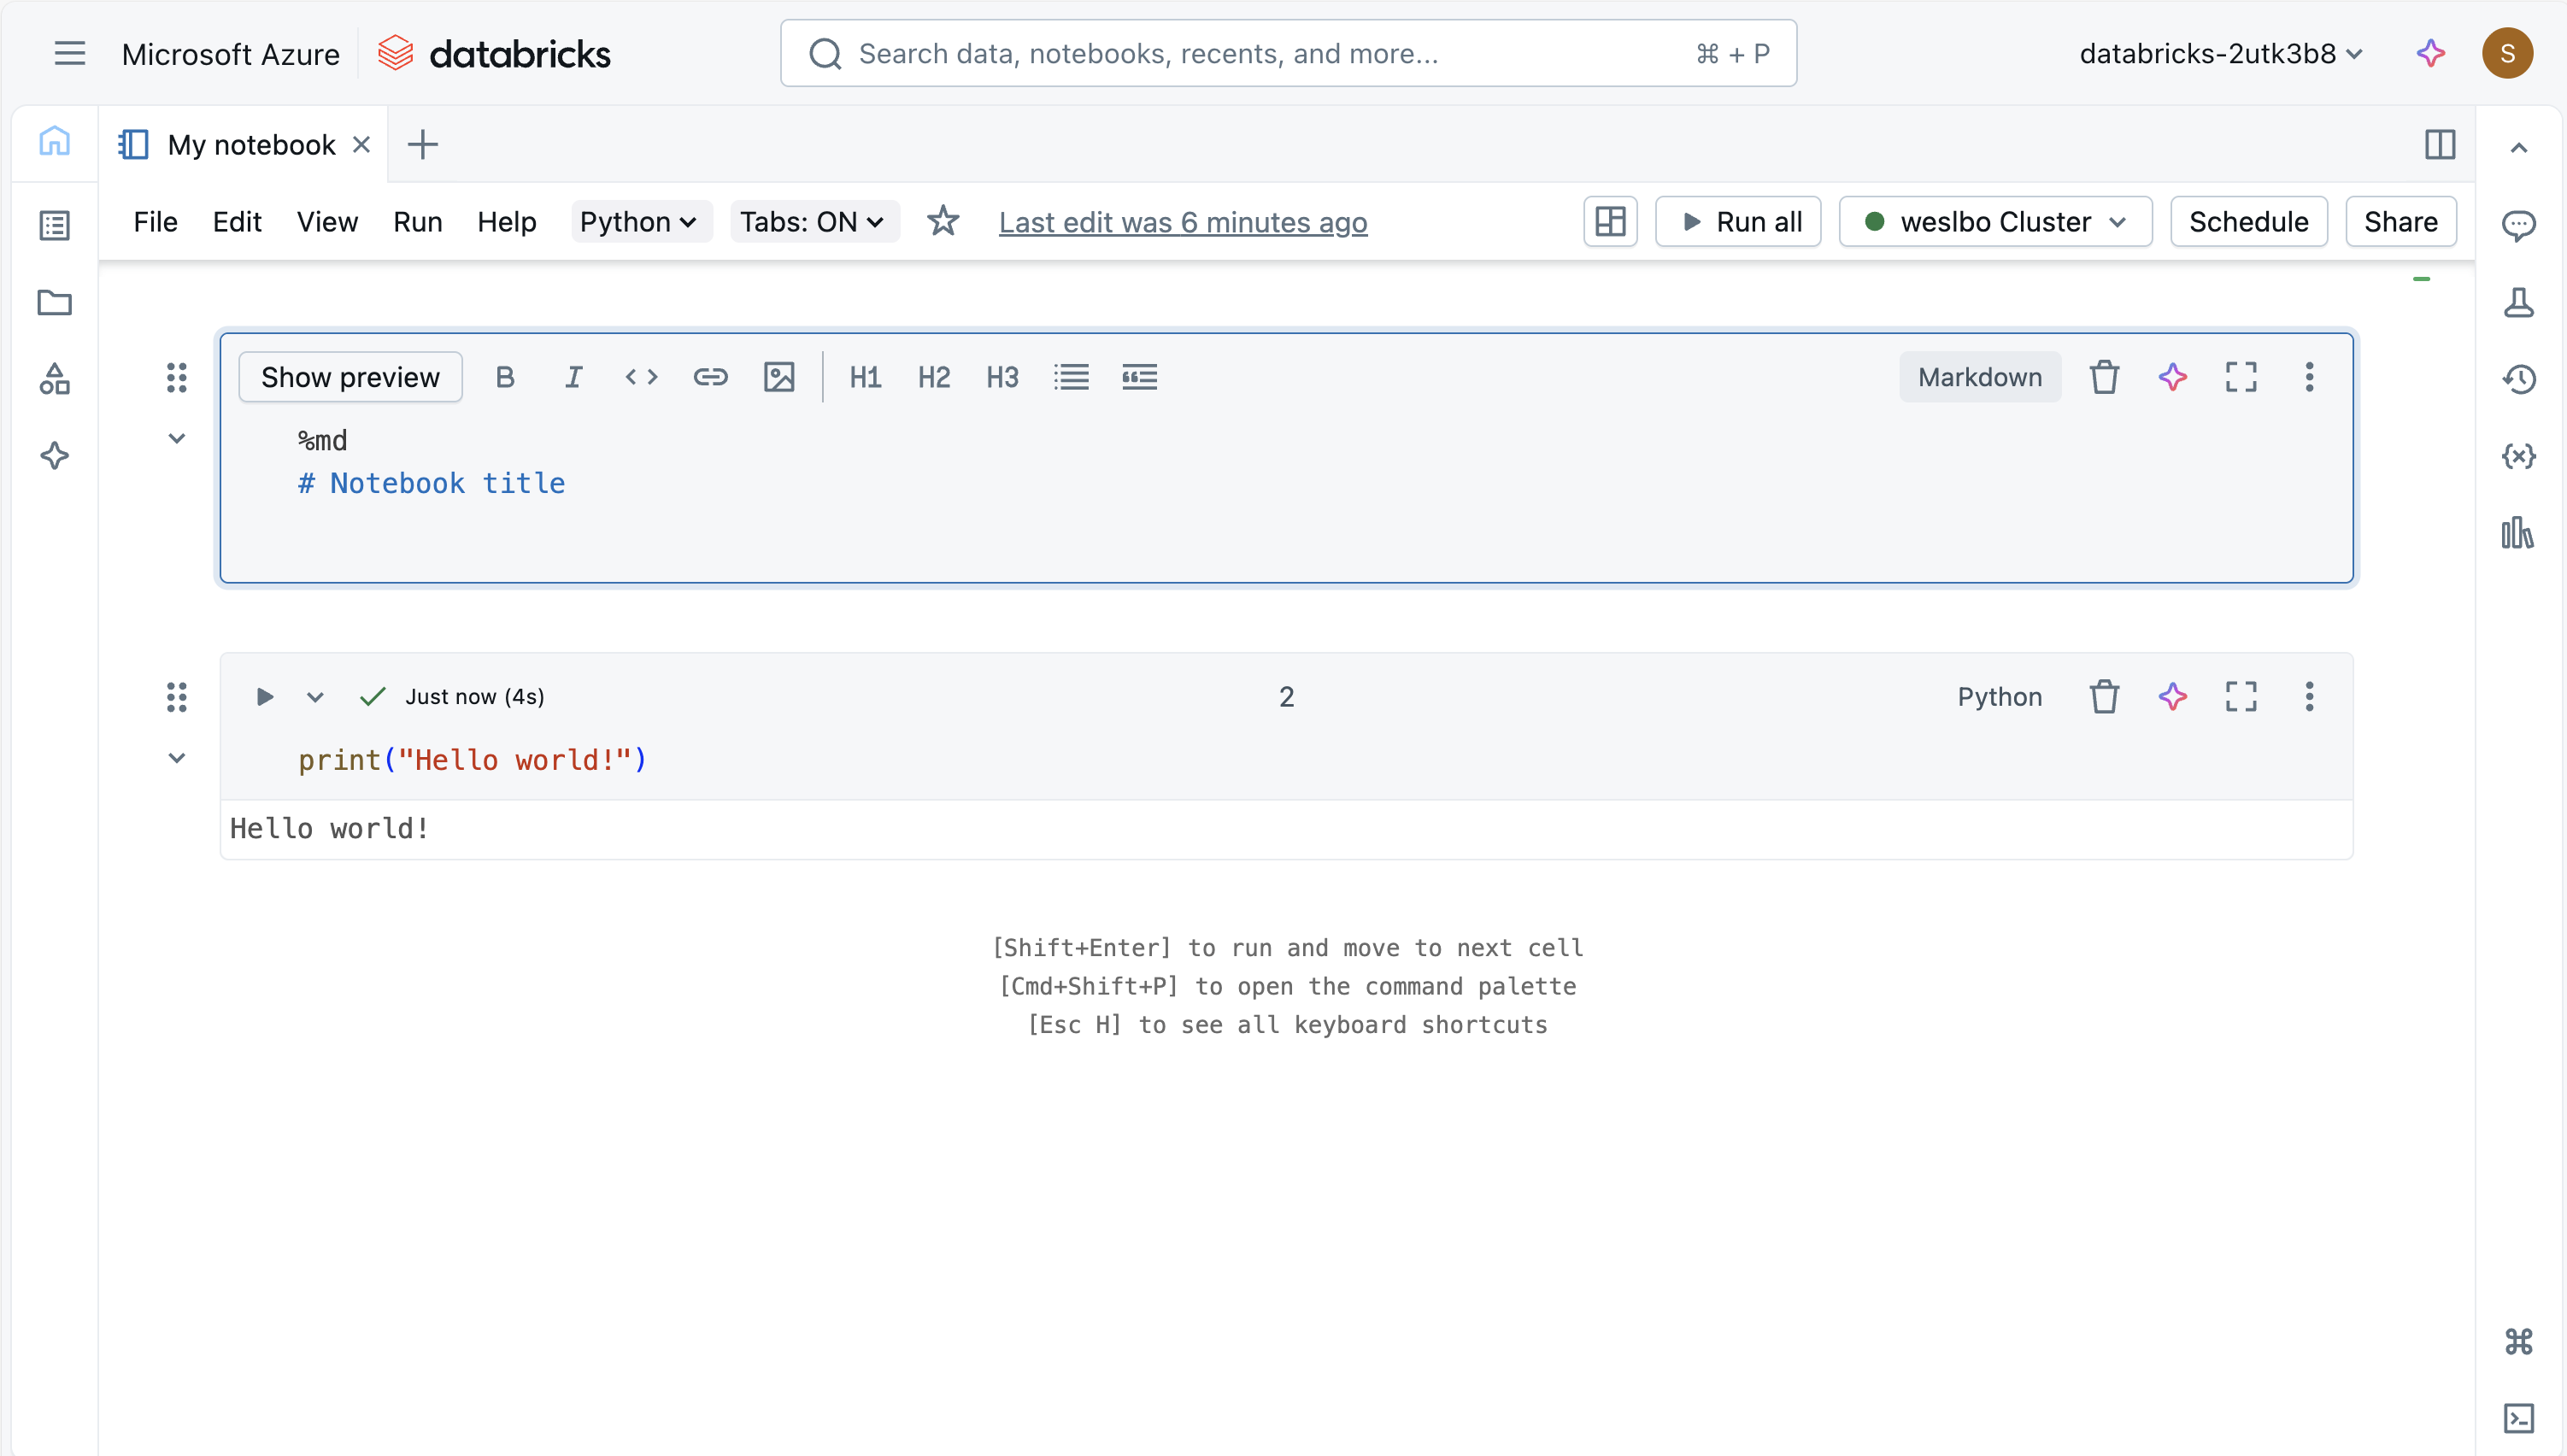 Microsoft Azure databricks Search data, notebooks, recents, and more... ⌘ + P databricks-2utk3b8 S
My notebook
File Edit View Run Help Python Tabs: ON Last edit was 6 minutes ago Run all weslbo Cluster Schedule Share
Show preview B I H1 H2 H3 Markdown
%md
# Notebook title
Just now (4s) 2 Python
print("Hello world!")
Hello world!
[Shift+Enter] to run and move to next cell
[Cmd+Shift+P] to open the command palette
[Esc H] to see all keyboard shortcuts